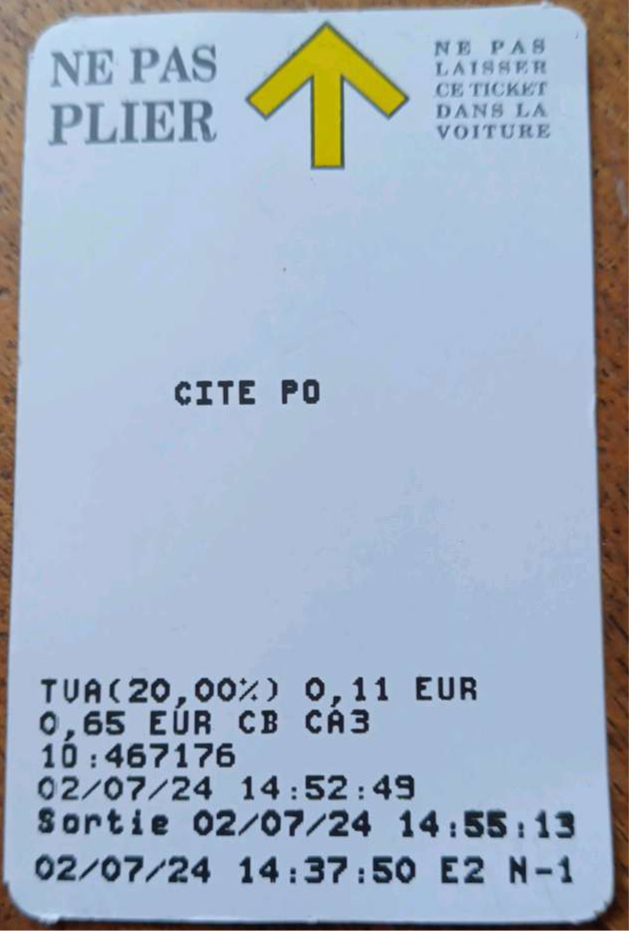 NE PAS
PLIER
NE PAS
LAISSER
CE TICKET
DANS LA
VOITURE
CITE PO
TVA(20,00%) 0,11 EUR
0,65 EUR CB CA3
10:467176
02/07/24 14:52:49
Sortie 02/07/24 14:55:13
02/07/24 14:37:50 E2 N-1